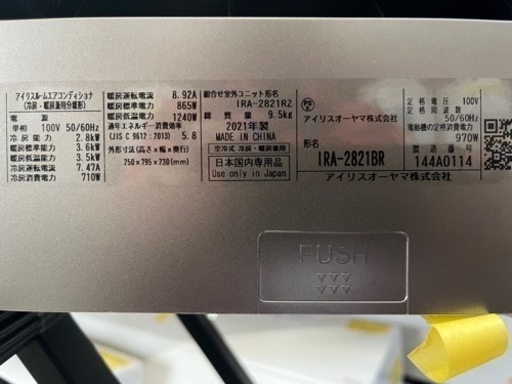 アイリスルームエアコンディショナ
(冷房・暖房兼用分離形)
電源
単相 100V 50/60Hz
冷房能力 2.8kW
暖房標準能力 3.6kW
暖房低温能力 3.5kW
冷房運転電流 7.47A
冷房消費電力 710W
暖房運転電流 8.92A
暖房標準電力 865W
暖房低温電力 1240W
通年エネルギー消費効率
(JIS C 9612:2013) 5.8
外形寸法(高さ×幅×奥行)
250×795×230(mm)
組合せ室外ユニット形名
IRA-2821RZ
質量 9.5kg
2021年製
MADE IN CHINA
空冷式 冷房・暖房兼用
日本国内専用品
Use only in Japan
アイリスオーヤマ株式会社
形名
IRA-2821BR
定格電圧 100V
定格周波数
50/60Hz
電動機の定格消費電力
970W
製造番号
144A0114
アイリスオーヤマ株式会社
PUSH